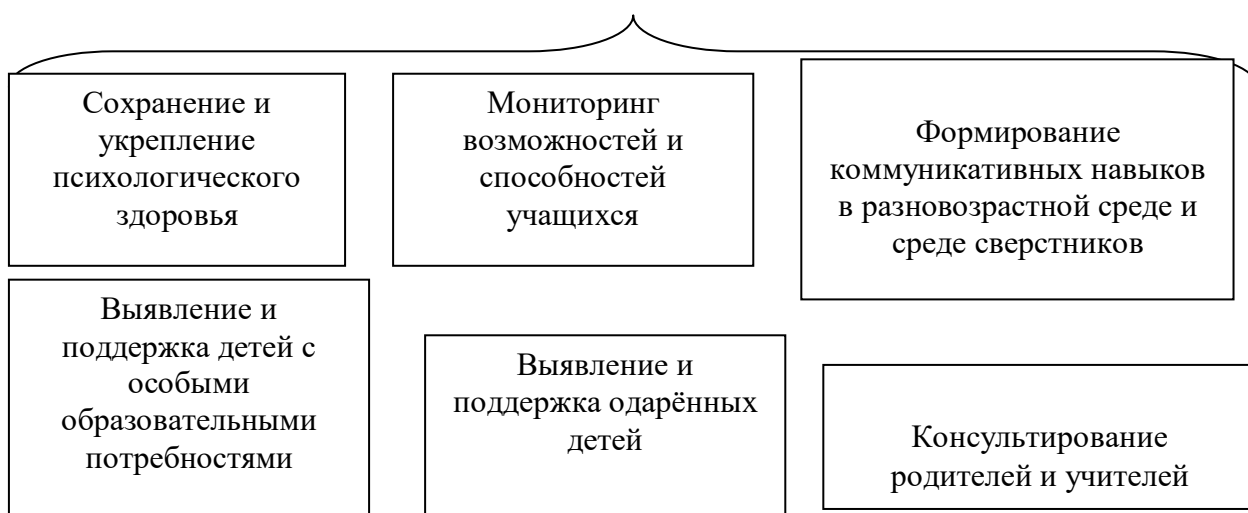 Сохранение и
укрепление
психологического
здоровья
Мониторинг
возможностей и
способностей
учащихся
Формирование
коммуникативных навыков
в разновозрастной среде и
среде сверстников
Выявление и
поддержка детей с
особыми
образовательными
потребностями
Выявление и
поддержка одарённых
детей
Консультирование
родителей и учителей